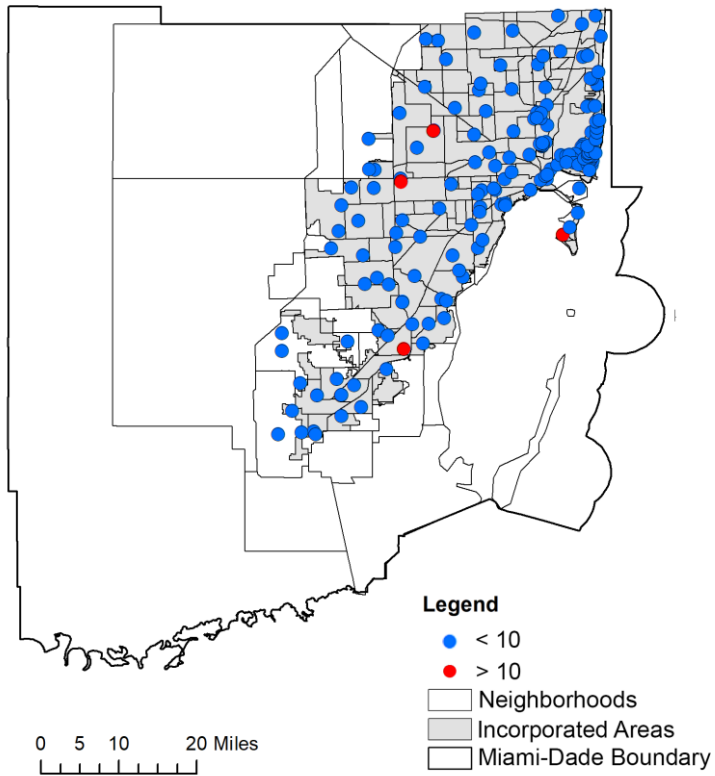 Legend
< 10
> 10
Neighborhoods
Incorporated Areas
Miami-Dade Boundary
0 5 10 20 Miles